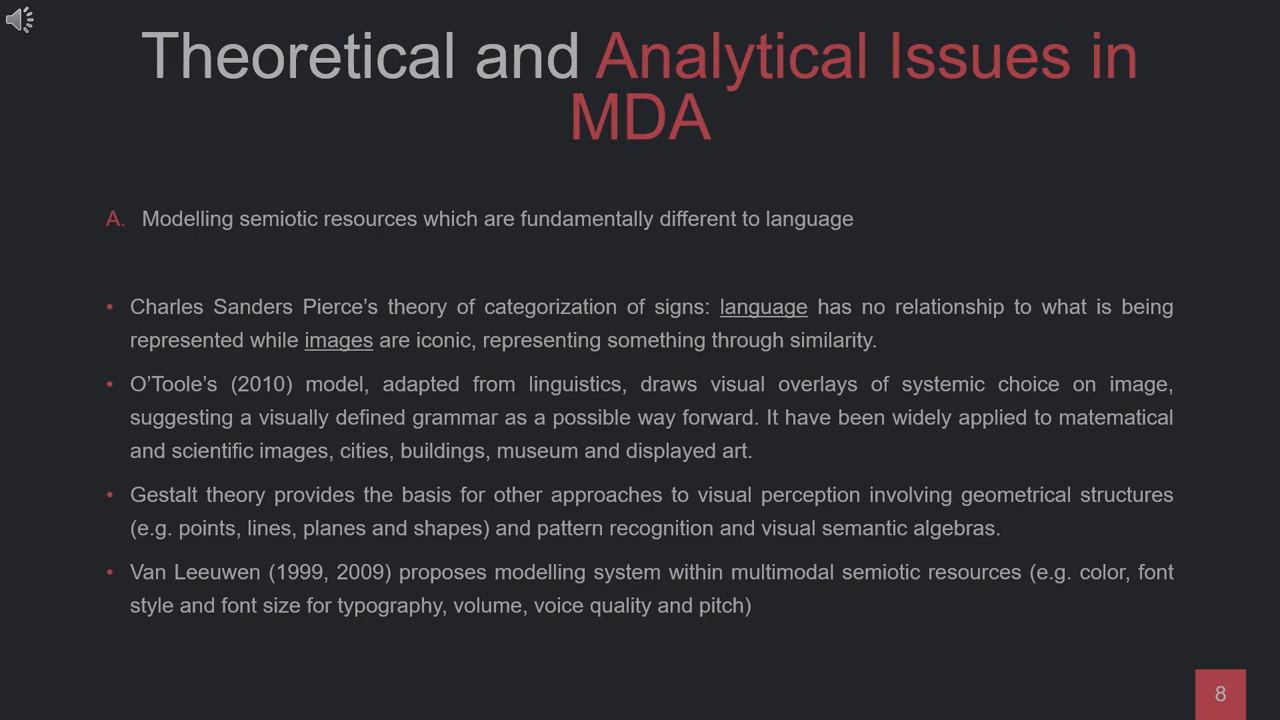 Theoretical and Analytical Issues in
MDA
A. Modelling semiotic resources which are fundamentally different to language
• Charles Sanders Pierce’s theory of categorization of signs: language has no relationship to what is being
represented while images are iconic, representing something through similarity.
• O’Toole’s (2010) model, adapted from linguistics, draws visual overlays of systemic choice on image,
suggesting a visually defined grammar as a possible way forward. It have been widely applied to matematical
and scientific images, cities, buildings, museum and displayed art.
• Gestalt theory provides the basis for other approaches to visual perception involving geometrical structures
(e.g. points, lines, planes and shapes) and pattern recognition and visual semantic algebras.
• Van Leeuwen (1999, 2009) proposes modelling system within multimodal semiotic resources (e.g. color, font
style and font size for typography, volume, voice quality and pitch)
8